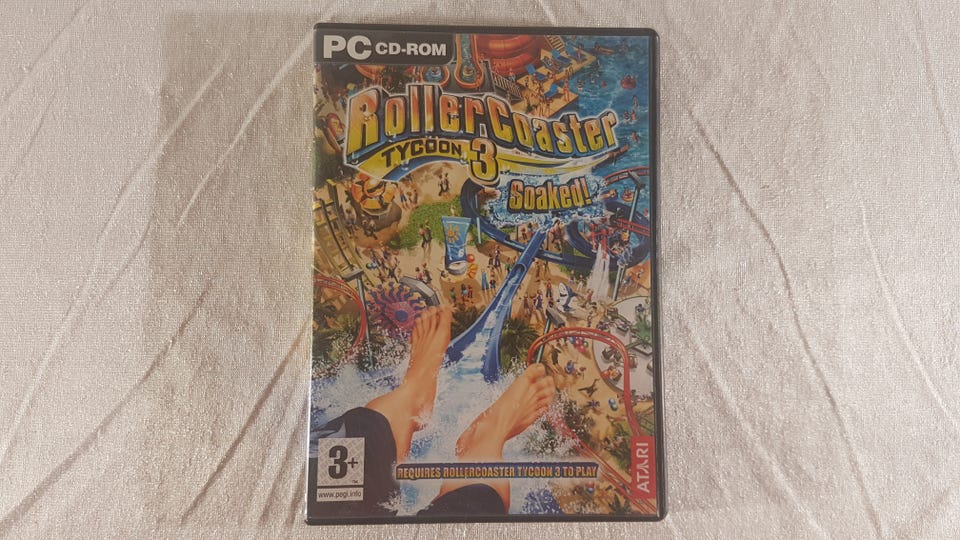 PC CD-ROM
RollerCoaster
TYCOON 3
Soaked!
REQUIRES ROLLERCOASTER TYCOON 3 TO PLAY
3+
www.pegi.info
ATARI